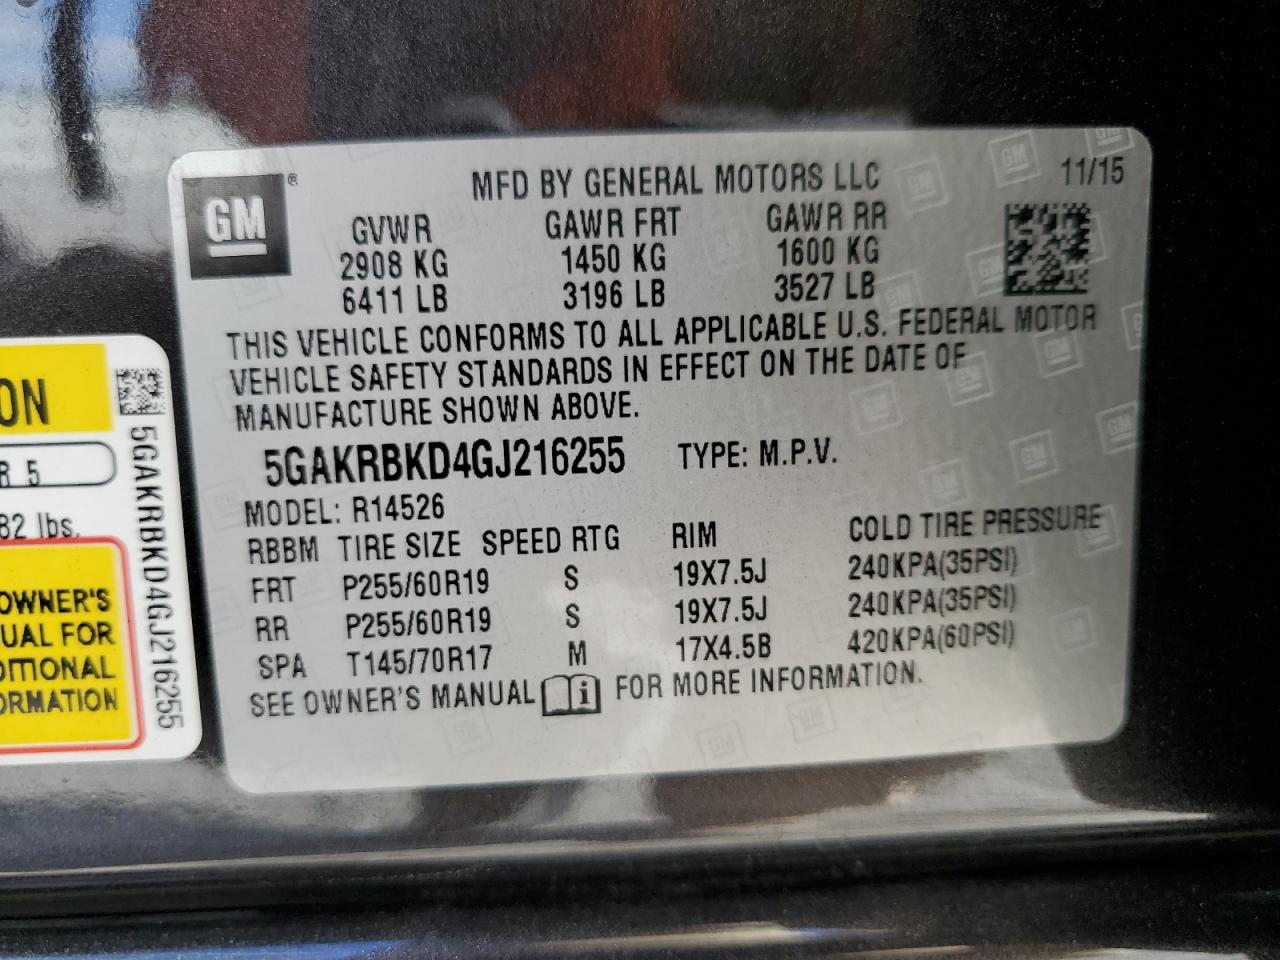 GM ®
MFD BY GENERAL MOTORS LLC 11/15
GVWR GAWR FRT GAWR RR
2908 KG 1450 KG 1600 KG
6411 LB 3196 LB 3527 LB
THIS VEHICLE CONFORMS TO ALL APPLICABLE U.S. FEDERAL MOTOR
VEHICLE SAFETY STANDARDS IN EFFECT ON THE DATE OF
MANUFACTURE SHOWN ABOVE.
5GAKRBKD4GJ216255 TYPE: M.P.V.
MODEL: R14526
RBBM TIRE SIZE SPEED RTG RIM COLD TIRE PRESSURE
FRT P255/60R19 S 19X7.5J 240KPA(35PSI)
RR P255/60R19 S 19X7.5J 240KPA(35PSI)
SPA T145/70R17 M 17X4.5B 420KPA(60PSI)
SEE OWNER'S MANUAL i FOR MORE INFORMATION.
ON
R 5
82 lbs.
OWNER'S
UAL FOR
DITIONAL
ORMATION
5GAKRBKD4GJ216255